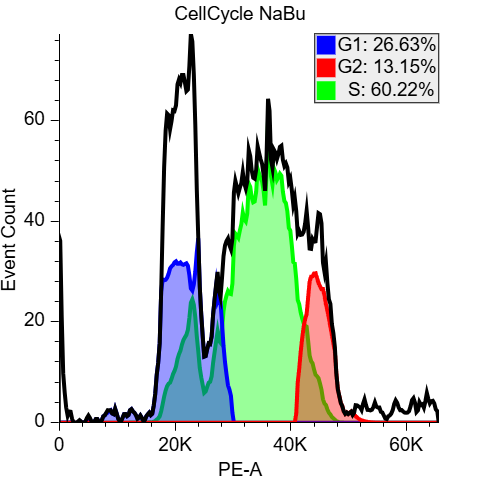 CellCycle NaBu
G1: 26.63%
G2: 13.15%
S: 60.22%
Event Count
60
40
20
0
0 20K 40K 60K
PE-A